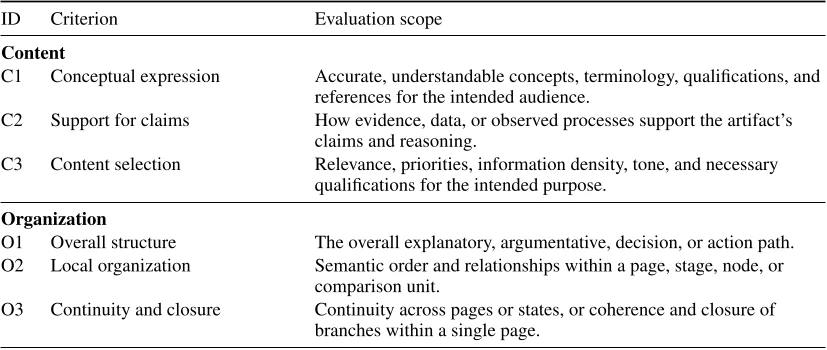 ID Criterion Evaluation scope
Content
C1 Conceptual expression Accurate, understandable concepts, terminology, qualifications, and
references for the intended audience.
C2 Support for claims How evidence, data, or observed processes support the artifact’s
claims and reasoning.
C3 Content selection Relevance, priorities, information density, tone, and necessary
qualifications for the intended purpose.
Organization
O1 Overall structure The overall explanatory, argumentative, decision, or action path.
O2 Local organization Semantic order and relationships within a page, stage, node, or
comparison unit.
O3 Continuity and closure Continuity across pages or states, or coherence and closure of
branches within a single page.